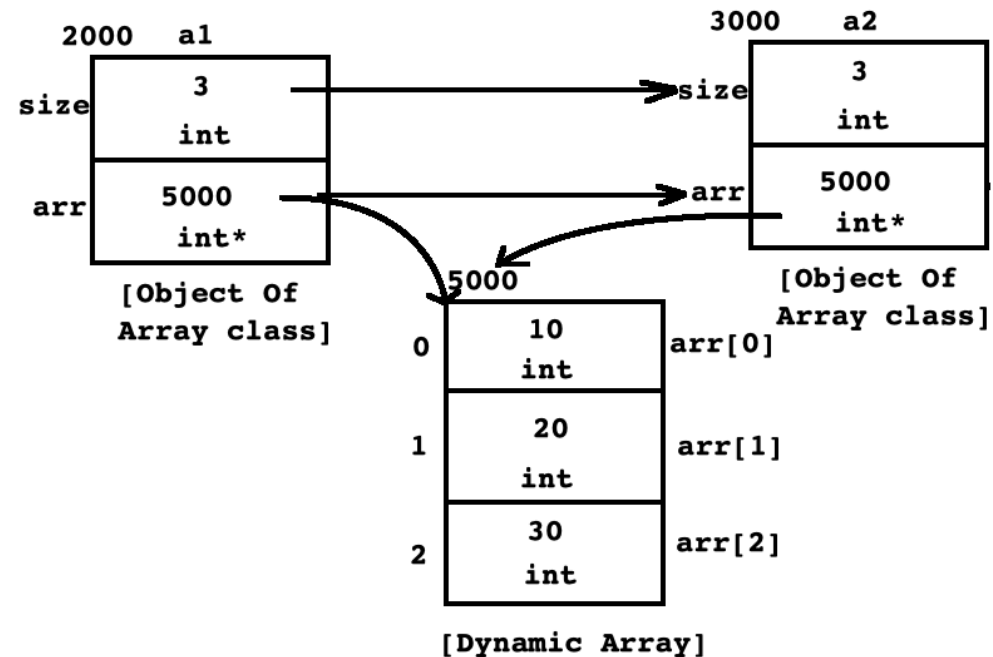 2000 a1
size
3
int
arr
5000
int*
[Object Of
Array class]
3000 a2
size
3
int
arr
5000
int*
[Object Of
Array class]
5000
0
10
int
arr[0]
1
20
int
arr[1]
2
30
int
arr[2]
[Dynamic Array]